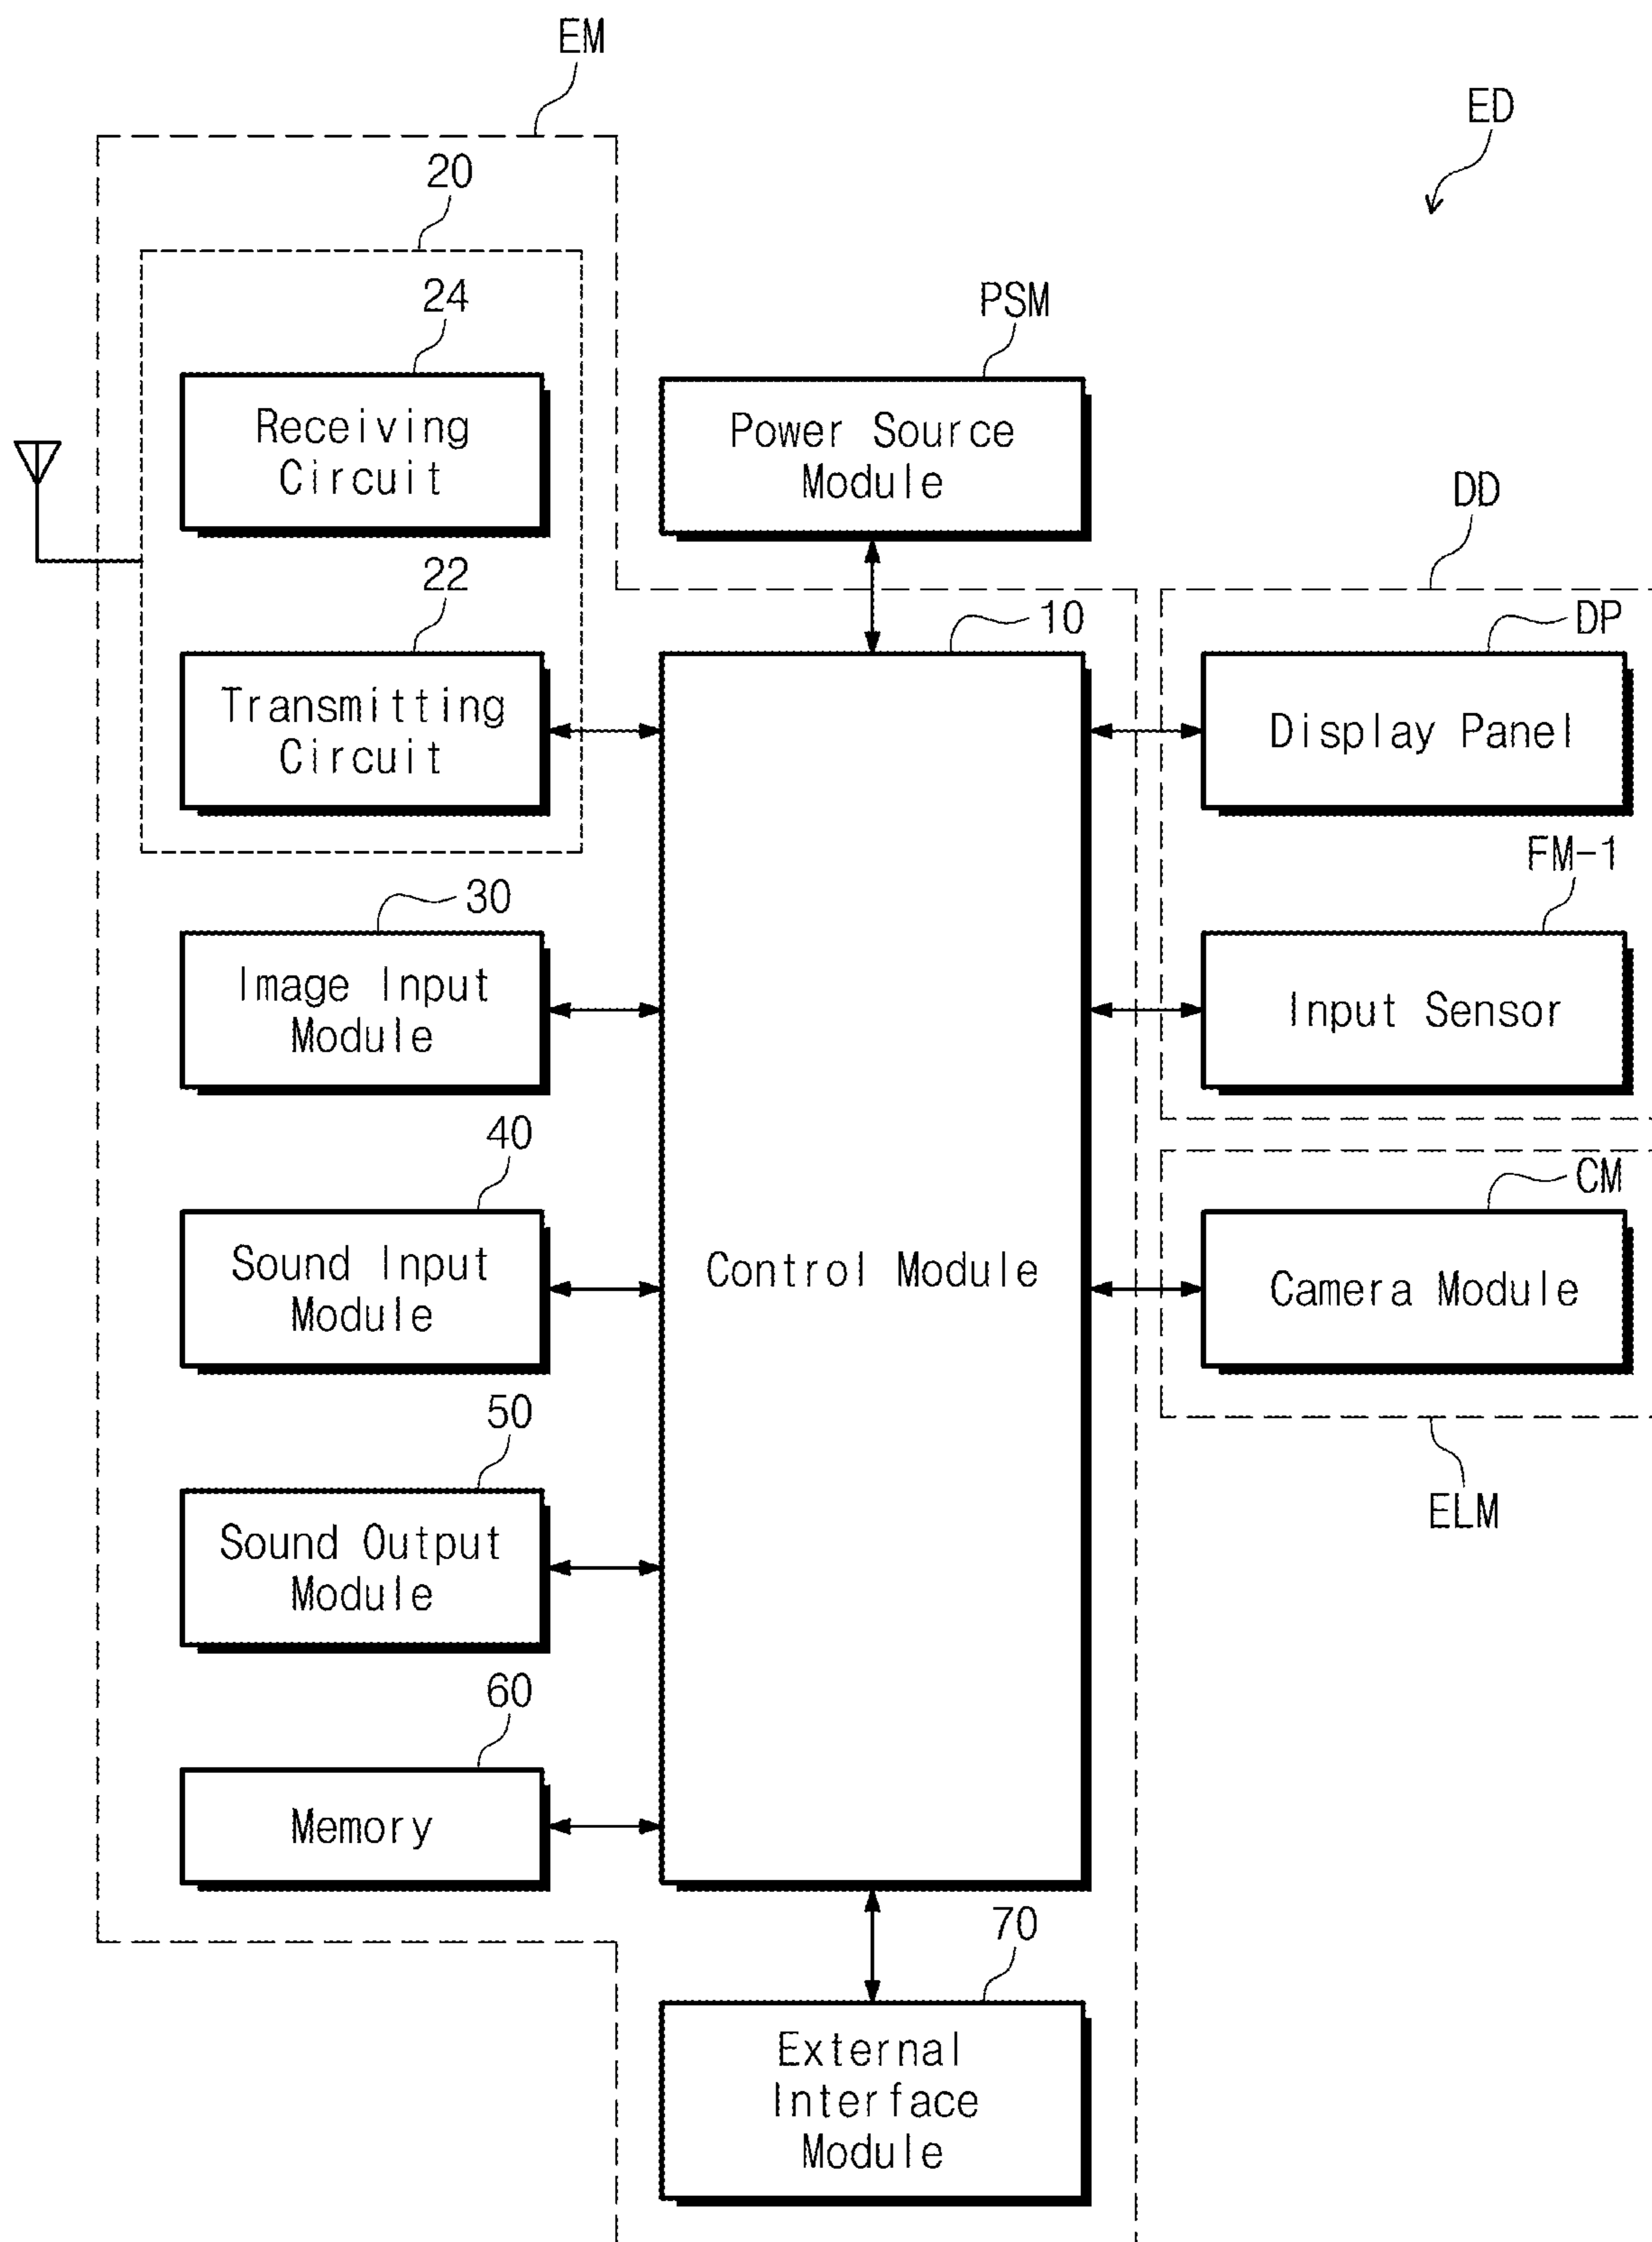 EM
ED
20
24
Receiving
Circuit
PSM
Power Source
Module
22
Transmitting
Circuit
10
Control Module
DD
DP
Display Panel
FM-1
Input Sensor
30
Image Input
Module
40
Sound Input
Module
CM
Camera Module
ELM
50
Sound Output
Module
60
Memory
70
External
Interface
Module